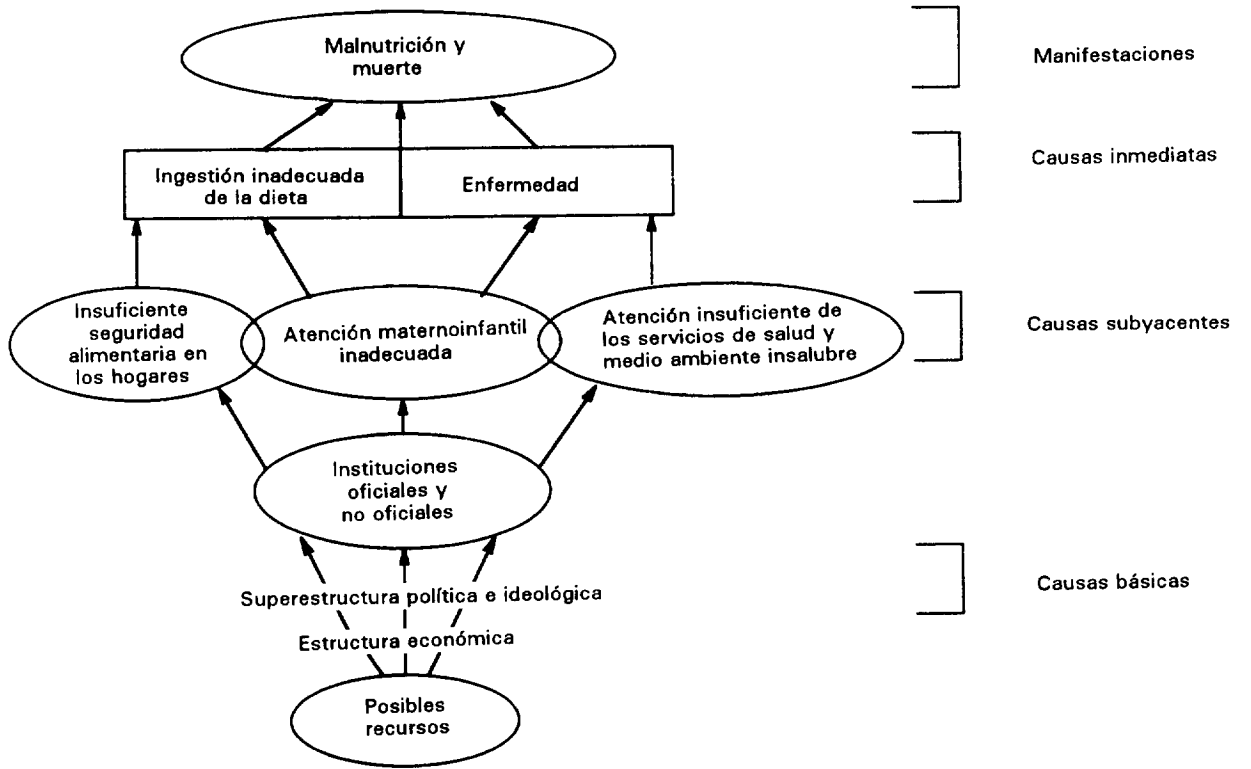 Malnutrición y
muerte
Manifestaciones
Ingestión inadecuada
de la dieta
Enfermedad
Causas inmediatas
Insuficiente
seguridad
alimentaria en
los hogares
Atención maternoinfantil
inadecuada
Atención insuficiente de
los servicios de salud y
medio ambiente insalubre
Causas subyacentes
Instituciones
oficiales y
no oficiales
Superestructura política e ideológica
Estructura económica
Causas básicas
Posibles
recursos